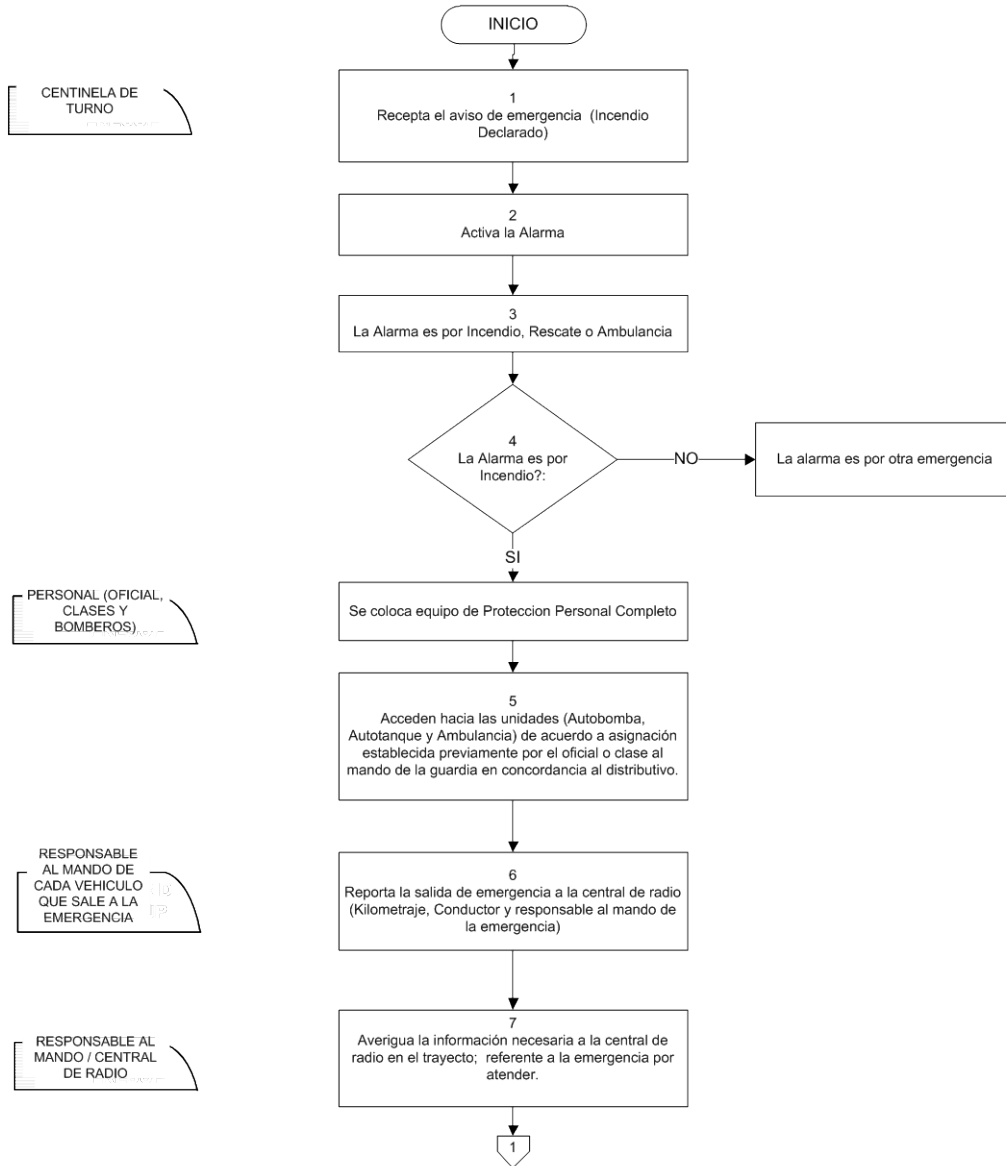 INICIO
CENTINELA DE
TURNO
1
Recepta el aviso de emergencia (Incendio
Declarado)
2
Activa la Alarma
3
La Alarma es por Incendio, Rescate o Ambulancia
4
La Alarma es por
Incendio?:
NO
La alarma es por otra emergencia
SI
PERSONAL (OFICIAL,
CLASES Y
BOMBEROS)
Se coloca equipo de Proteccion Personal Completo
5
Acceden hacia las unidades (Autobomba,
Autotanque y Ambulancia) de acuerdo a asignación
establecida previamente por el oficial o clase al
mando de la guardia en concordancia al distributivo.
RESPONSABLE
AL MANDO DE
CADA VEHICULO
QUE SALE A LA
EMERGENCIA
6
Reporta la salida de emergencia a la central de radio
(Kilometraje, Conductor y responsable al mando de
la emergencia)
RESPONSABLE AL
MANDO / CENTRAL
DE RADIO
7
Averigua la información necesaria a la central de
radio en el trayecto; referente a la emergencia por
atender.
1